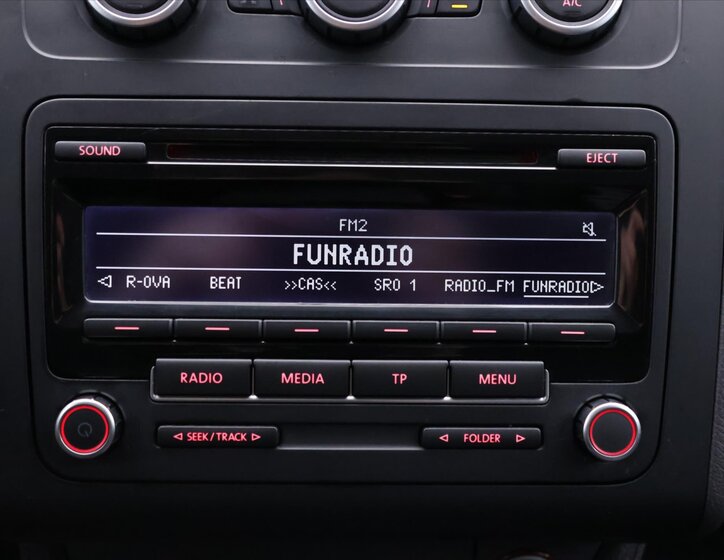 A/C
SOUND
EJECT
FM2
FUNRADIO
R-OVA BEAT >>CAS<< SRO 1 RADIO_FM FUNRADIO
RADIO MEDIA TP MENU
SEEK/TRACK FOLDER